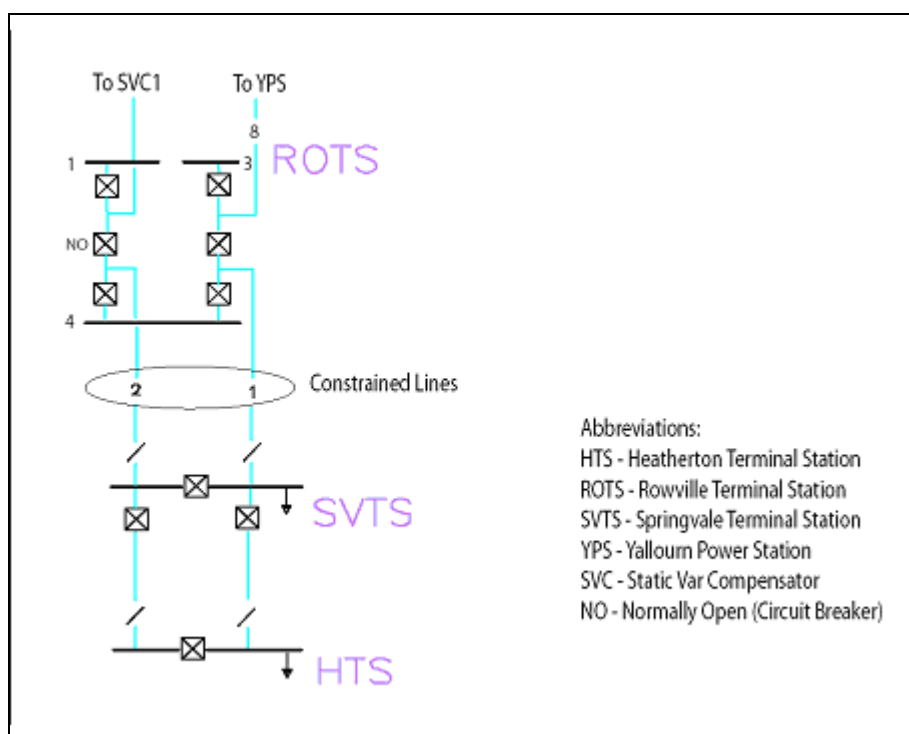 To SVC1 To YPS
8
1 3 ROTS
NO
4
2 1 Constrained Lines
SVTS
HTS
Abbreviations:
HTS - Heatherton Terminal Station
ROTS - Rowville Terminal Station
SVTS - Springvale Terminal Station
YPS - Yallourn Power Station
SVC - Static Var Compensator
NO - Normally Open (Circuit Breaker)